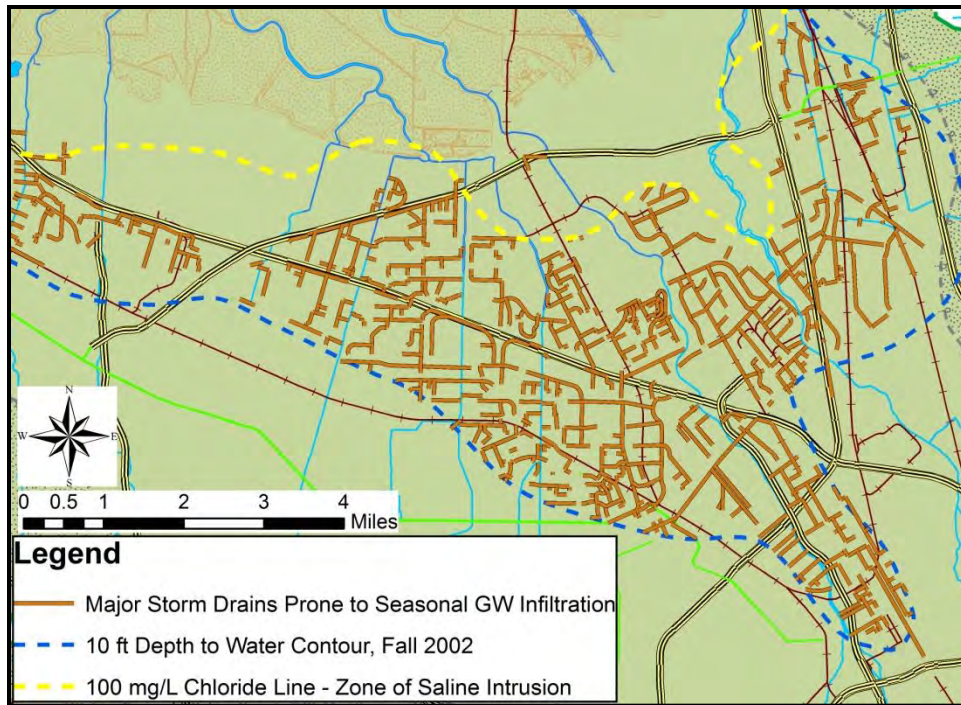 N
W E
S
0 0.5 1 2 3 4
Miles
Legend
Major Storm Drains Prone to Seasonal GW Infiltration
10 ft Depth to Water Contour, Fall 2002
100 mg/L Chloride Line - Zone of Saline Intrusion